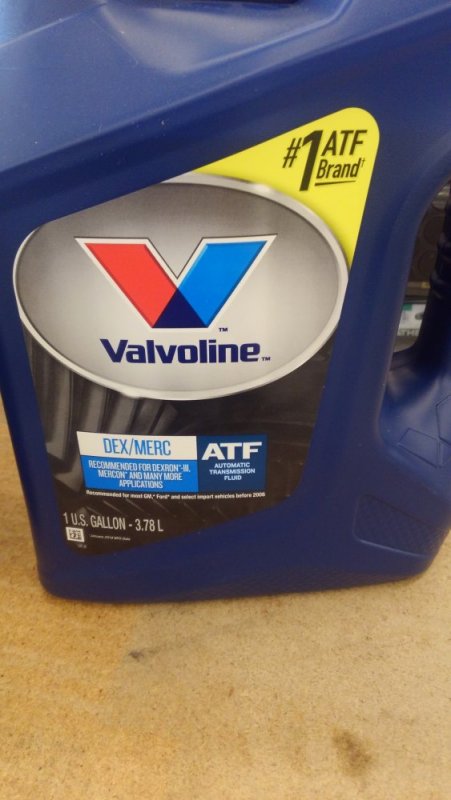 #1 ATF
Brand†
Valvoline™
DEX/MERC
RECOMMENDED FOR DEXRON®-III,
MERCON® AND MANY MORE
APPLICATIONS
ATF
AUTOMATIC
TRANSMISSION
FLUID
Recommended for most GM,* Ford* and select import vehicles before 2006
1 U.S. GALLON - 3.78 L